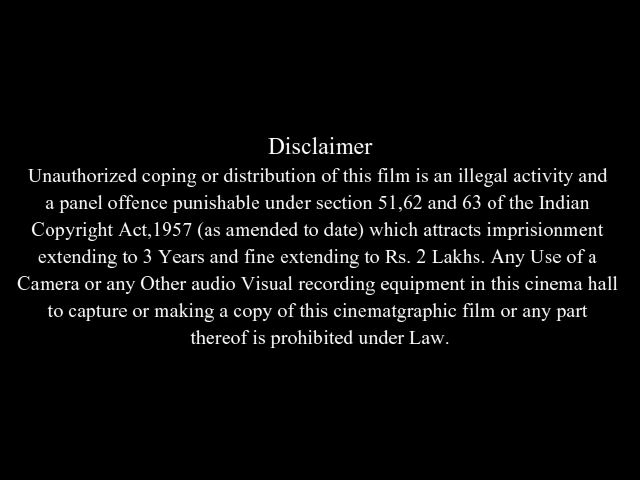 Disclaimer
Unauthorized coping or distribution of this film is an illegal activity and
a panel offence punishable under section 51,62 and 63 of the Indian
Copyright Act,1957 (as amended to date) which attracts imprisionment
extending to 3 Years and fine extending to Rs. 2 Lakhs. Any Use of a
Camera or any Other audio Visual recording equipment in this cinema hall
to capture or making a copy of this cinematgraphic film or any part
thereof is prohibited under Law.